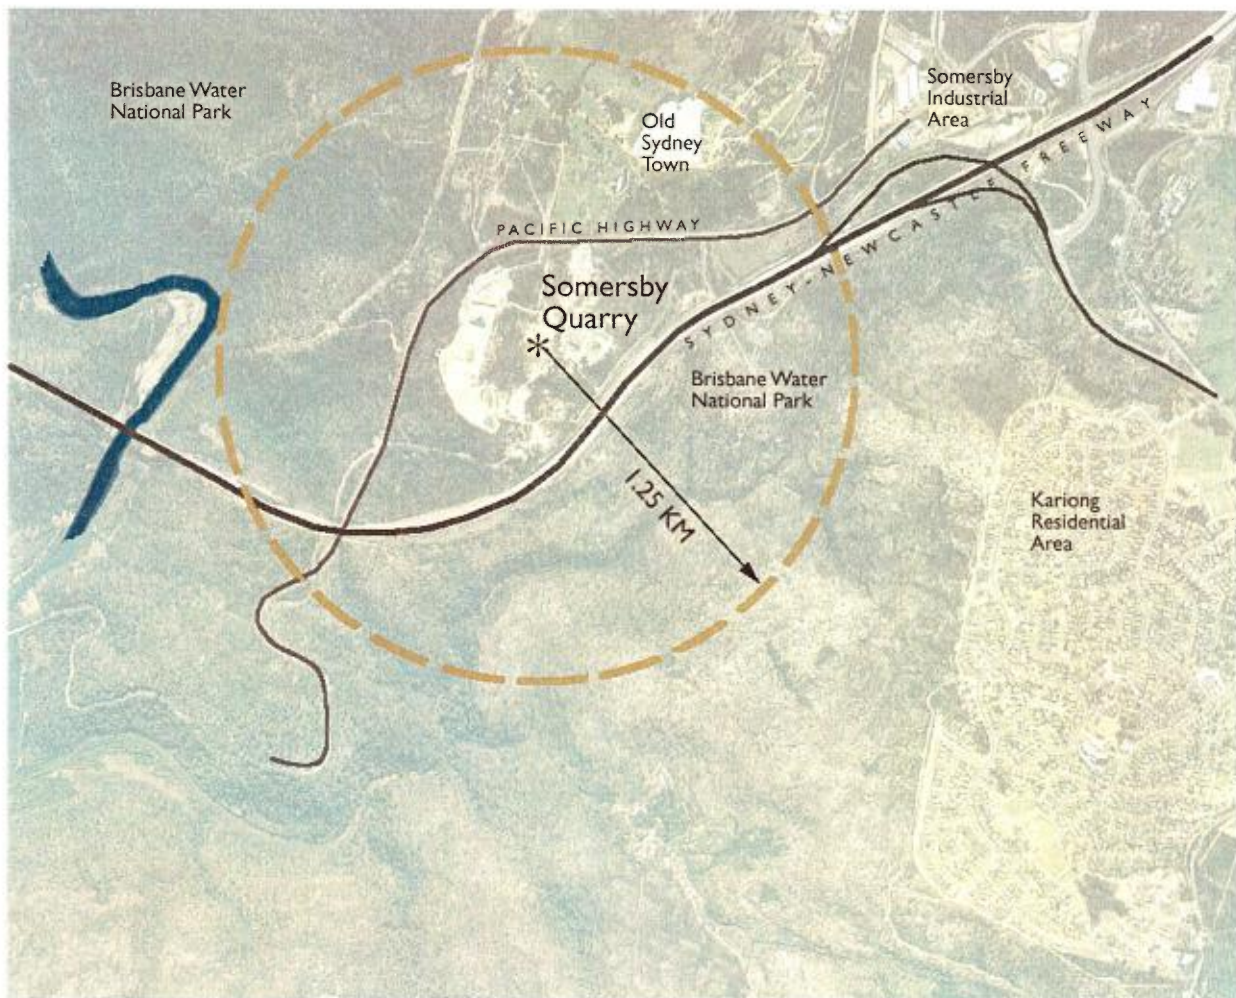 Brisbane Water
National Park
Somersby
Industrial
Area
Old
Sydney
Town
PACIFIC HIGHWAY
SYDNEY-NEWCASTLE FREEWAY
Somersby
Quarry
*
Brisbane Water
National Park
1.25 KM
Kariong
Residential
Area